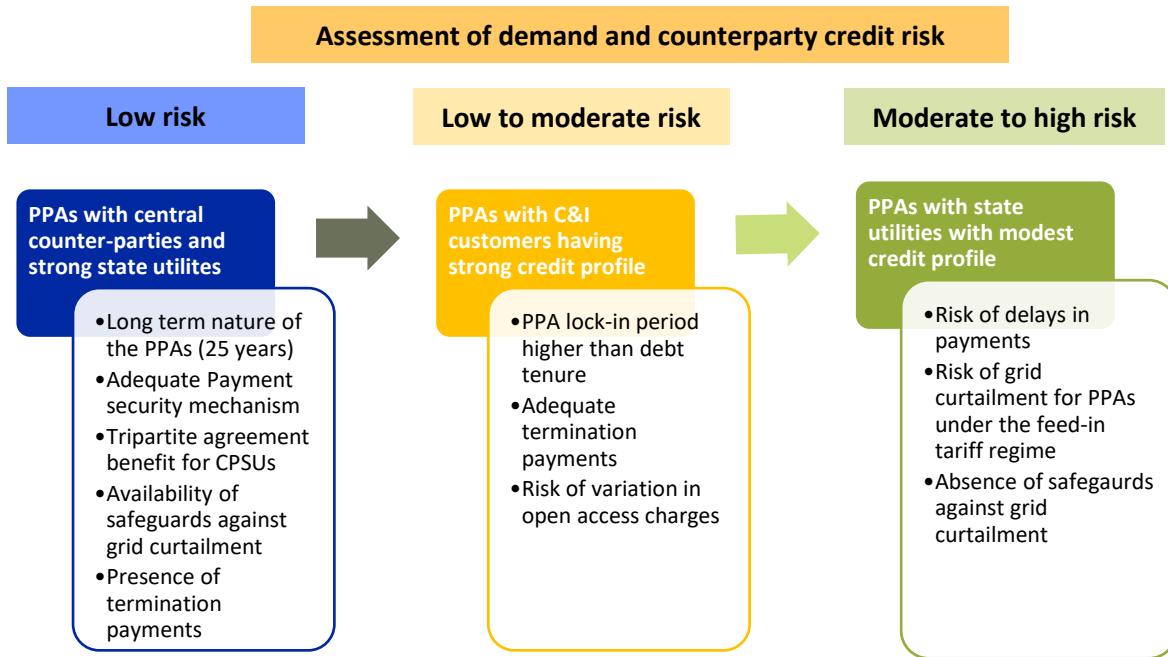 Assessment of demand and counterparty credit risk
Low risk
PPAs with central
counter-parties and
strong state utilites
•Long term nature of
the PPAs (25 years)
•Adequate Payment
security mechanism
•Tripartite agreement
benefit for CPSUs
•Availability of
safeguards against
grid curtailment
•Presence of
termination
payments
Low to moderate risk
PPAs with C&I
customers having
strong credit profile
•PPA lock-in period
higher than debt
tenure
•Adequate
termination
payments
•Risk of variation in
open access charges
Moderate to high risk
PPAs with state
utilities with modest
credit profile
•Risk of delays in
payments
•Risk of grid
curtailment for PPAs
under the feed-in
tariff regime
•Absence of safegaurds
against grid
curtailment